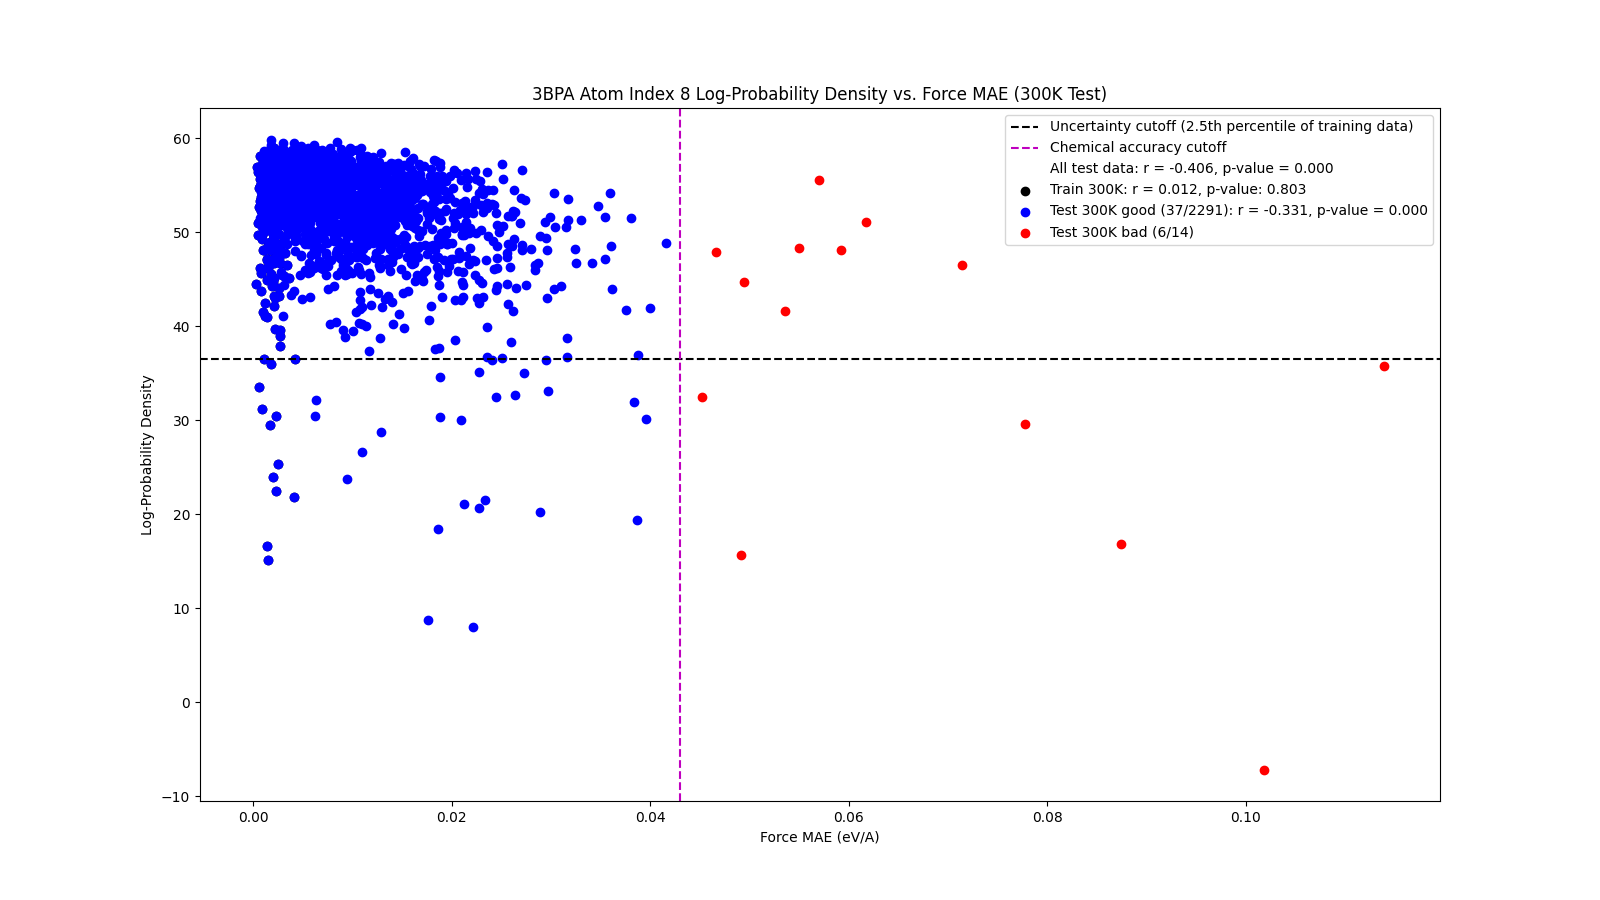 3BPA Atom Index 8 Log-Probability Density vs. Force MAE (300K Test)
Uncertainty cutoff (2.5th percentile of training data)
Chemical accuracy cutoff
All test data: r = -0.406, p-value = 0.000
Train 300K: r = 0.012, p-value: 0.803
Test 300K good (37/2291): r = -0.331, p-value = 0.000
Test 300K bad (6/14)
Log-Probability Density
60
50
40
30
20
10
0
−10
0.00 0.02 0.04 0.06 0.08 0.10
Force MAE (eV/A)